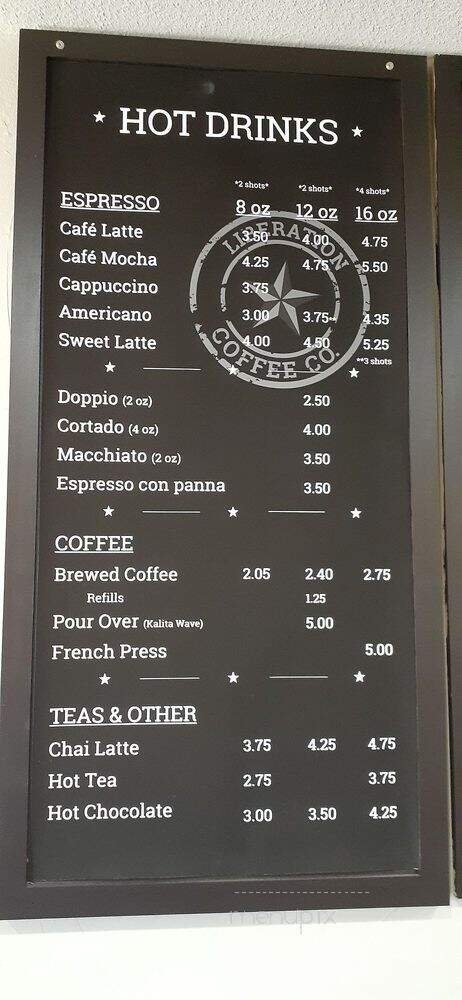 ★ HOT DRINKS ★
*2 shots* *2 shots* *4 shots*
ESPRESSO 8 oz 12 oz 16 oz
LIBERATION COFFEE CO.
Café Latte 3.50 4.00 4.75
Café Mocha 4.25 4.75 5.50
Cappuccino 3.75
Americano 3.00 3.75** 4.35
Sweet Latte 4.00 4.50 5.25
**3 shots
Doppio (2 oz) 2.50
Cortado (4 oz) 4.00
Macchiato (2 oz) 3.50
Espresso con panna 3.50
COFFEE
Brewed Coffee 2.05 2.40 2.75
Refills 1.25
Pour Over (Kalita Wave) 5.00
French Press 5.00
TEAS & OTHER
Chai Latte 3.75 4.25 4.75
Hot Tea 2.75 3.75
Hot Chocolate 3.00 3.50 4.25
menupix